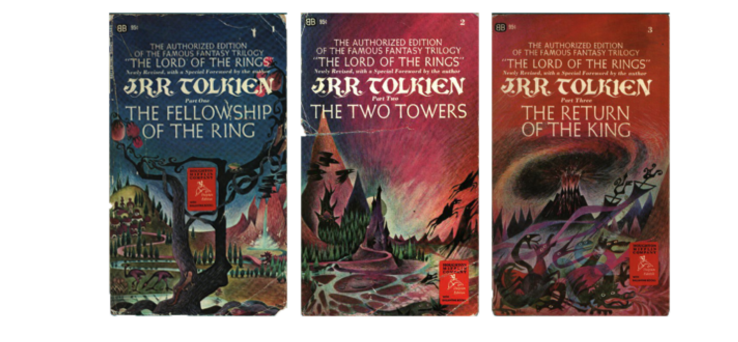 BB 95¢ 1
THE AUTHORIZED EDITION
OF THE FAMOUS FANTASY TRILOGY
"THE LORD OF THE RINGS"
Newly Revised, with a Special Foreword by the author
J.R.R. TOLKIEN
Part One
THE FELLOWSHIP
OF THE RING
BB 95¢ 2
THE AUTHORIZED EDITION
OF THE FAMOUS FANTASY TRILOGY
"THE LORD OF THE RINGS"
Newly Revised, with a Special Foreword by the author
J.R.R. TOLKIEN
Part Two
THE TWO TOWERS
BB 95¢ 3
THE AUTHORIZED EDITION
OF THE FAMOUS FANTASY TRILOGY
"THE LORD OF THE RINGS"
Newly Revised, with a Special Foreword by the author
J.R.R. TOLKIEN
Part Three
THE RETURN
OF THE KING